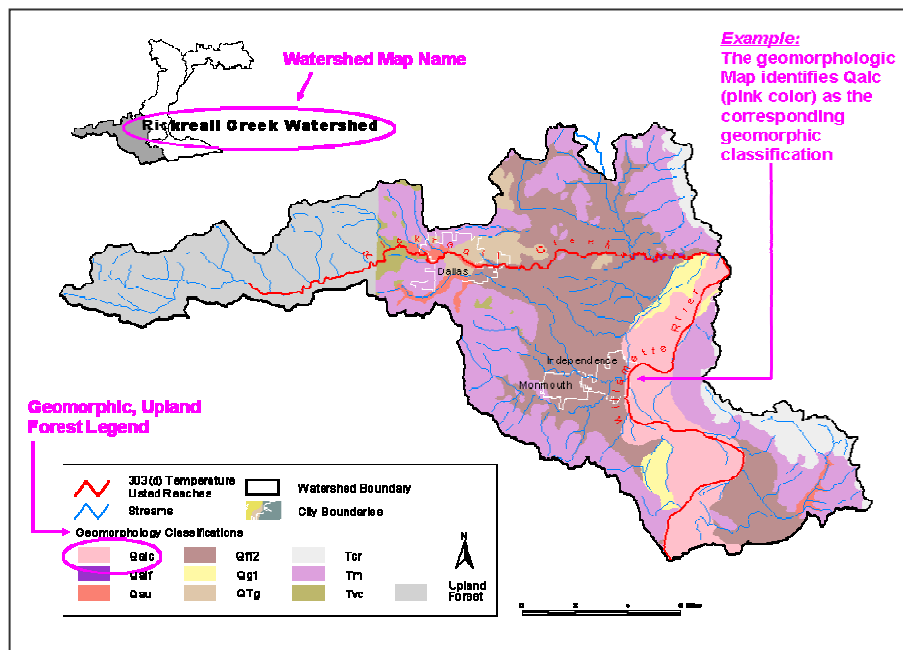 Watershed Map Name
Rickreall Creek Watershed
Example:
The geomorphologic
Map identifies Qalc
(pink color) as the
corresponding
geomorphic
classification
Creek
Dallas
Independence
Monmouth
River
Geomorphic, Upland
Forest Legend
303(d) Temperature
Listed Reaches
Streams
Watershed Boundary
City Boundaries
Geomorphology Classifications
Qalc
Qalf
Qau
Qff2
Qg1
QTg
Tcr
Tm
Tvc
Upland
Forest
N